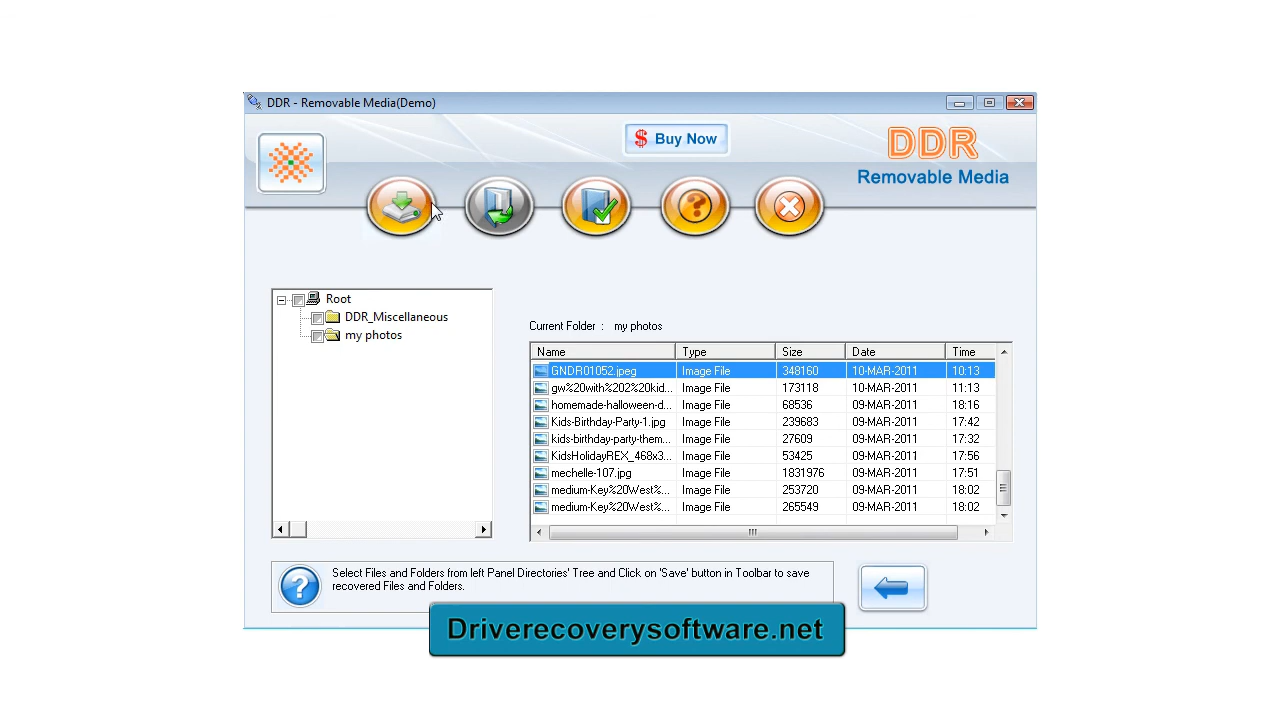 DDR - Removable Media(Demo)
$ Buy Now
DDR
Removable Media
Root
DDR_Miscellaneous
my photos
Current Folder : my photos
Name Type Size Date Time
GNDR01052.jpeg Image File 348160 10-MAR-2011 10:13
gw%20with%202%20kid... Image File 173118 10-MAR-2011 11:13
homemade-halloween-d... Image File 68536 09-MAR-2011 18:16
Kids-Birthday-Party-1.jpg Image File 239683 09-MAR-2011 17:42
kids-birthday-party-them... Image File 27609 09-MAR-2011 17:32
KidsHolidayREX_468x3... Image File 53425 09-MAR-2011 17:56
mechelle-107.jpg Image File 1831976 09-MAR-2011 17:51
medium-Key%20West%... Image File 253720 09-MAR-2011 18:02
medium-Key%20West%... Image File 265549 09-MAR-2011 18:02
Select Files and Folders from left Panel Directories' Tree and Click on 'Save' button in Toolbar to save
recovered Files and Folders.
Driverecoverysoftware.net